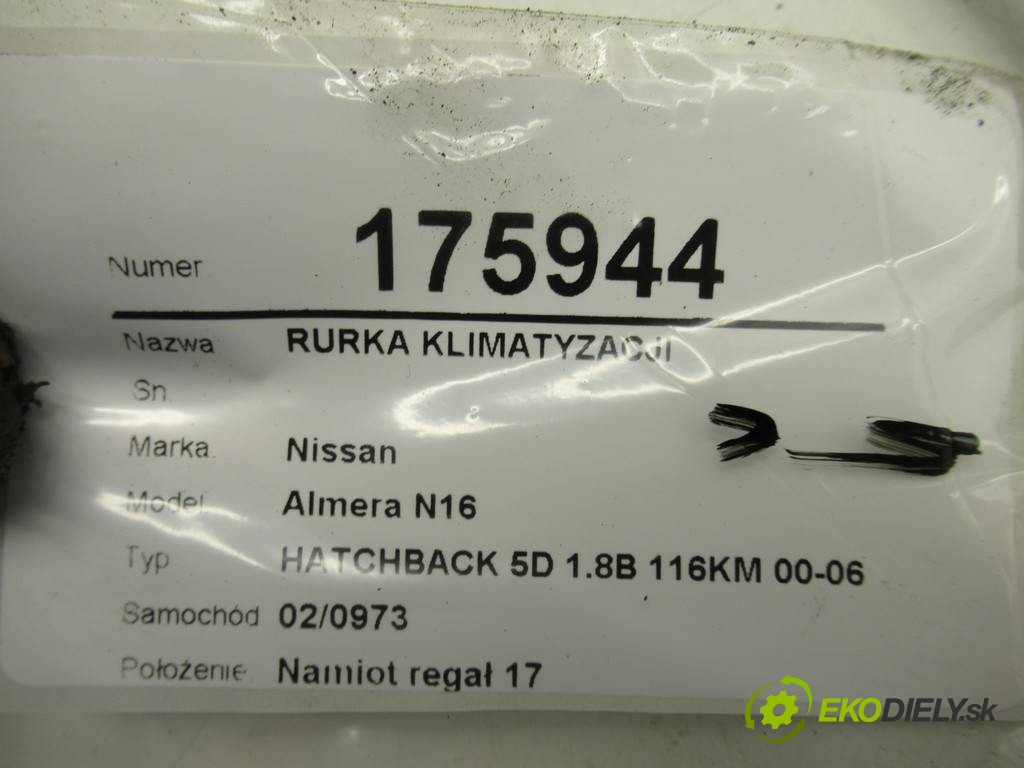 Numer 175944
Nazwa RURKA KLIMATYZACJI
Sn
Marka Nissan
Model Almera N16
Typ HATCHBACK 5D 1.8B 116KM 00-06
Samochód 02/0973
Położenie Namiot regał 17
EKODIELY.sk